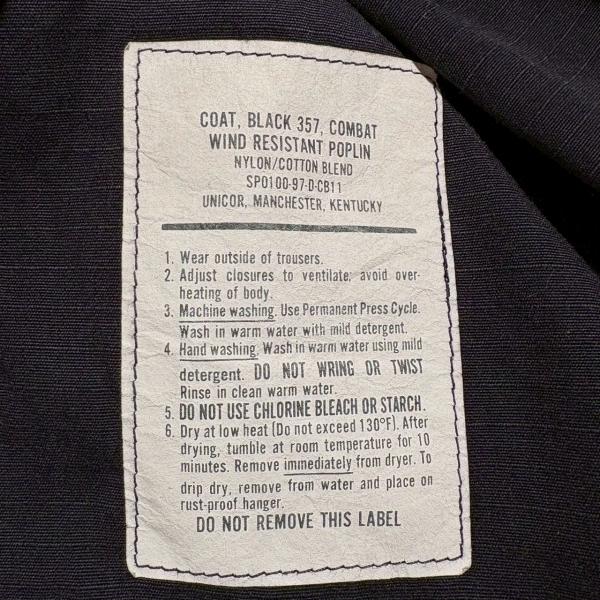 COAT, BLACK 357, COMBAT
WIND RESISTANT POPLIN
NYLON/COTTON BLEND
SPO100-97-D-CB11
UNICOR, MANCHESTER, KENTUCKY
1. Wear outside of trousers.
2. Adjust closures to ventilate; avoid over-
heating of body.
3. Machine washing. Use Permanent Press Cycle.
Wash in warm water with mild detergent.
4. Hand washing. Wash in warm water using mild
detergent. DO NOT WRING OR TWIST
Rinse in clean warm water.
5. DO NOT USE CHLORINE BLEACH OR STARCH.
6. Dry at low heat (Do not exceed 130°F). After
drying, tumble at room temperature for 10
minutes. Remove immediately from dryer. To
drip dry, remove from water and place on
rust-proof hanger.
DO NOT REMOVE THIS LABEL